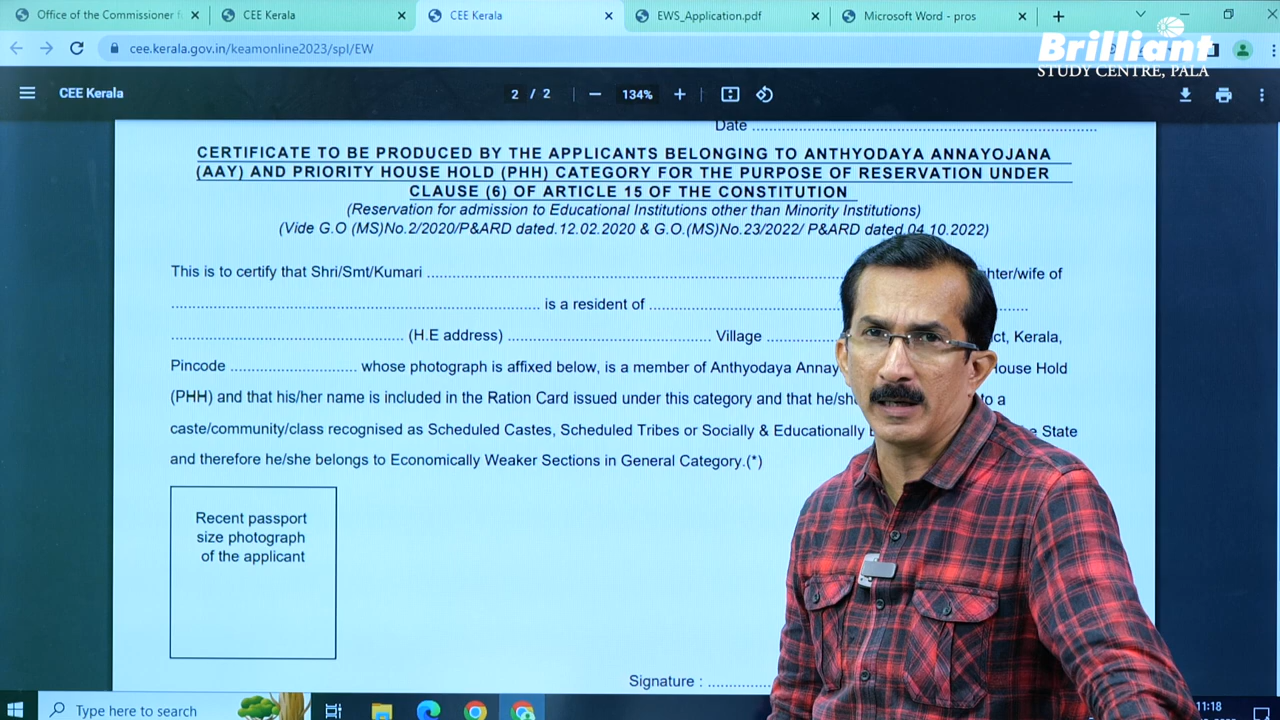 Office of the Commissioner f
CEE Kerala
CEE Kerala
EWS_Application.pdf
Microsoft Word - pros
cee.kerala.gov.in/keamonline2023/spl/EW
Brilliant
STUDY CENTRE, PALA
CEE Kerala
2 / 2
134%
Date ....................................................................................
CERTIFICATE TO BE PRODUCED BY THE APPLICANTS BELONGING TO ANTHYODAYA ANNAYOJANA
(AAY) AND PRIORITY HOUSE HOLD (PHH) CATEGORY FOR THE PURPOSE OF RESERVATION UNDER
CLAUSE (6) OF ARTICLE 15 OF THE CONSTITUTION
(Reservation for admission to Educational Institutions other than Minority Institutions)
(Vide G.O (MS)No.2/2020/P&ARD dated.12.02.2020 & G.O.(MS)No.23/2022/ P&ARD dated.04.10.2022)
This is to certify that Shri/Smt/Kumari .................................................... ghter/wife of
.................................................... is a resident of ....................................................
.................................................... (H.E address) .................................................... Village .................... ct, Kerala,
Pincode .............................. whose photograph is affixed below, is a member of Anthyodaya Annay House Hold
(PHH) and that his/her name is included in the Ration Card issued under this category and that he/sh to a
caste/community/class recognised as Scheduled Castes, Scheduled Tribes or Socially & Educationally State
and therefore he/she belongs to Economically Weaker Sections in General Category.(*)
Recent passport
size photograph
of the applicant
Signature : ................
Type here to search
11:18